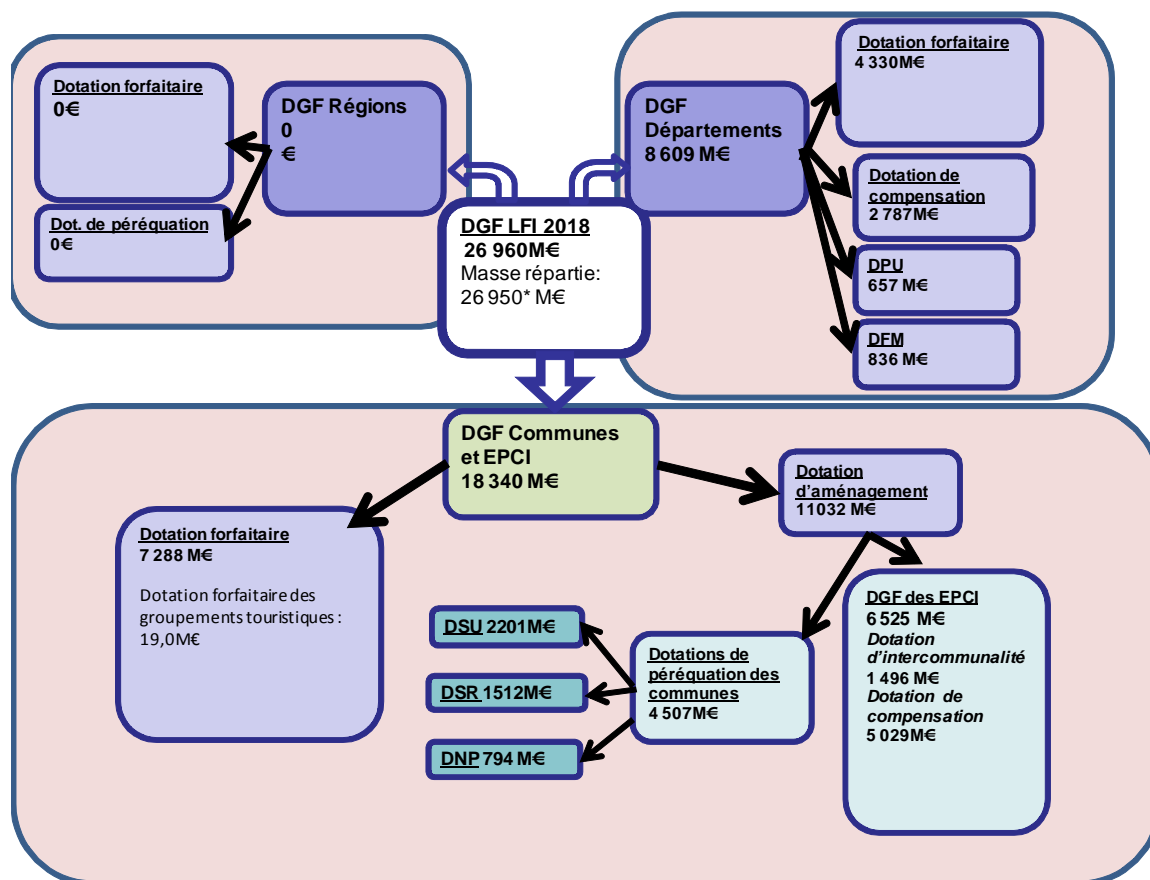 Dotation forfaitaire
0€
Dot. de péréquation
0€
DGF Régions
0
€
DGF LFI 2018
26 960M€
Masse répartie:
26 950* M€
DGF
Départements
8 609 M€
Dotation forfaitaire
4 330M€
Dotation de
compensation
2 787M€
DPU
657 M€
DFM
836 M€
DGF Communes
et EPCI
18 340 M€
Dotation forfaitaire
7 288 M€
Dotation forfaitaire des
groupements touristiques :
19,0M€
Dotation
d'aménagement
11032 M€
DSU 2201M€
DSR 1512M€
DNP 794 M€
Dotations de
péréquation des
communes
4 507M€
DGF des EPCI
6 525 M€
Dotation
d'intercommunalité
1 496 M€
Dotation de
compensation
5 029M€